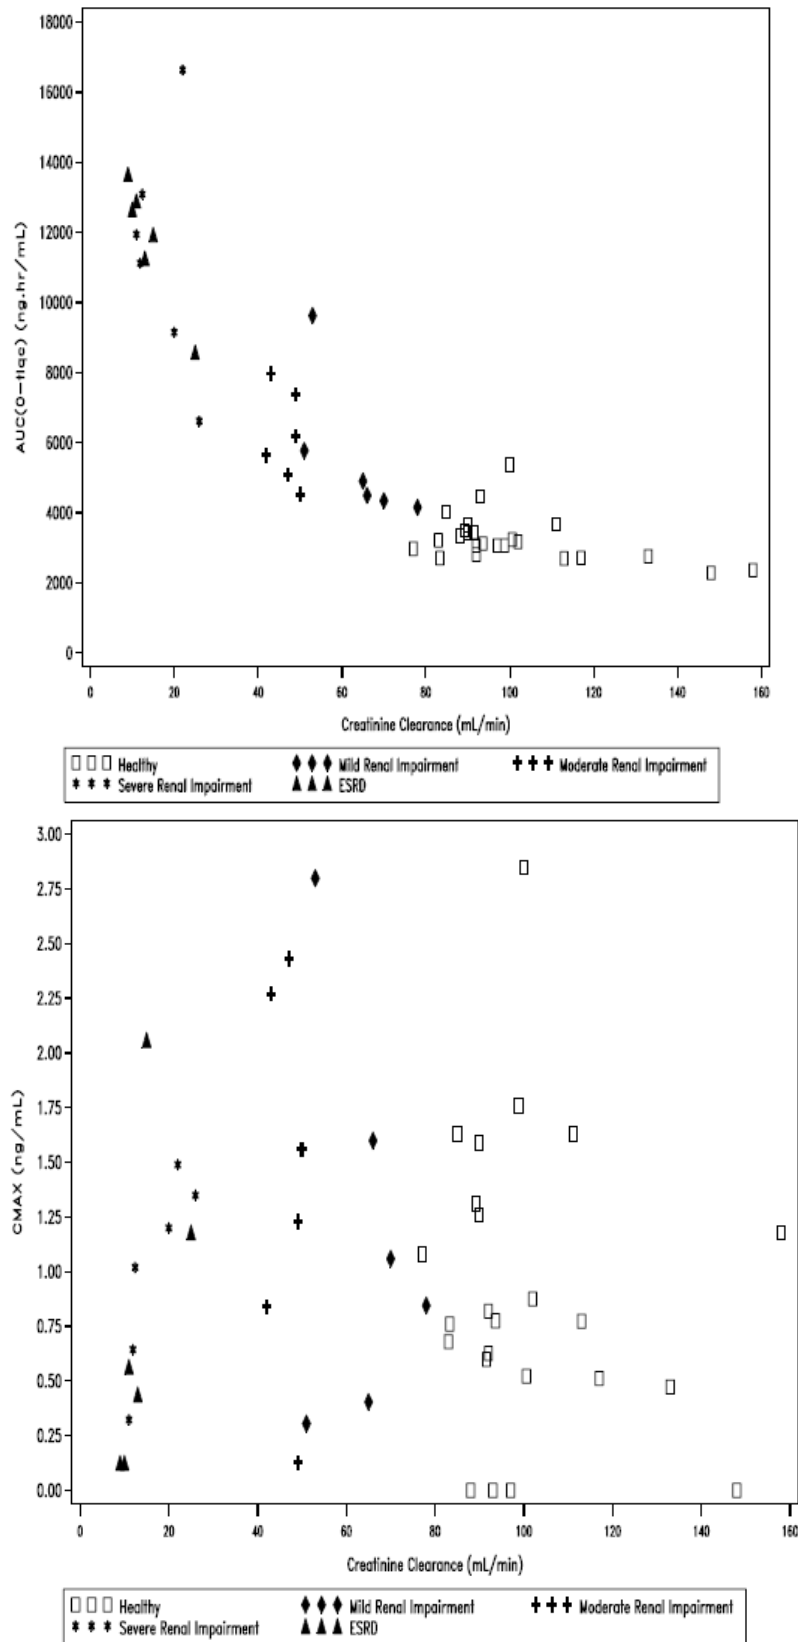 18000
16000
14000
12000
10000
8000
6000
4000
2000
0
AUC(0-tlqc) (ng.hr/mL)
0 20 40 60 80 100 120 140 160
Creatinine Clearance (mL/min)
Healthy Mild Renal Impairment Moderate Renal Impairment
Severe Renal Impairment ESRD
3.00
2.75
2.50
2.25
2.00
1.75
1.50
1.25
1.00
0.75
0.50
0.25
0.00
CMAX (ng/mL)
0 20 40 60 80 100 120 140 160
Creatinine Clearance (mL/min)
Healthy Mild Renal Impairment Moderate Renal Impairment
Severe Renal Impairment ESRD